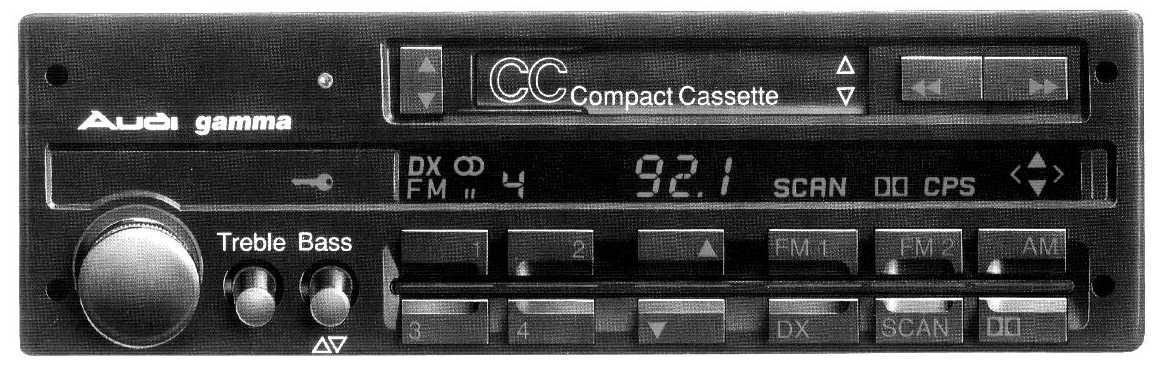 CC Compact Cassette
Audi gamma
DX FM 4 92.1 SCAN CPS
Treble Bass
1 2 FM 1 FM 2 AM
3 4 DX SCAN